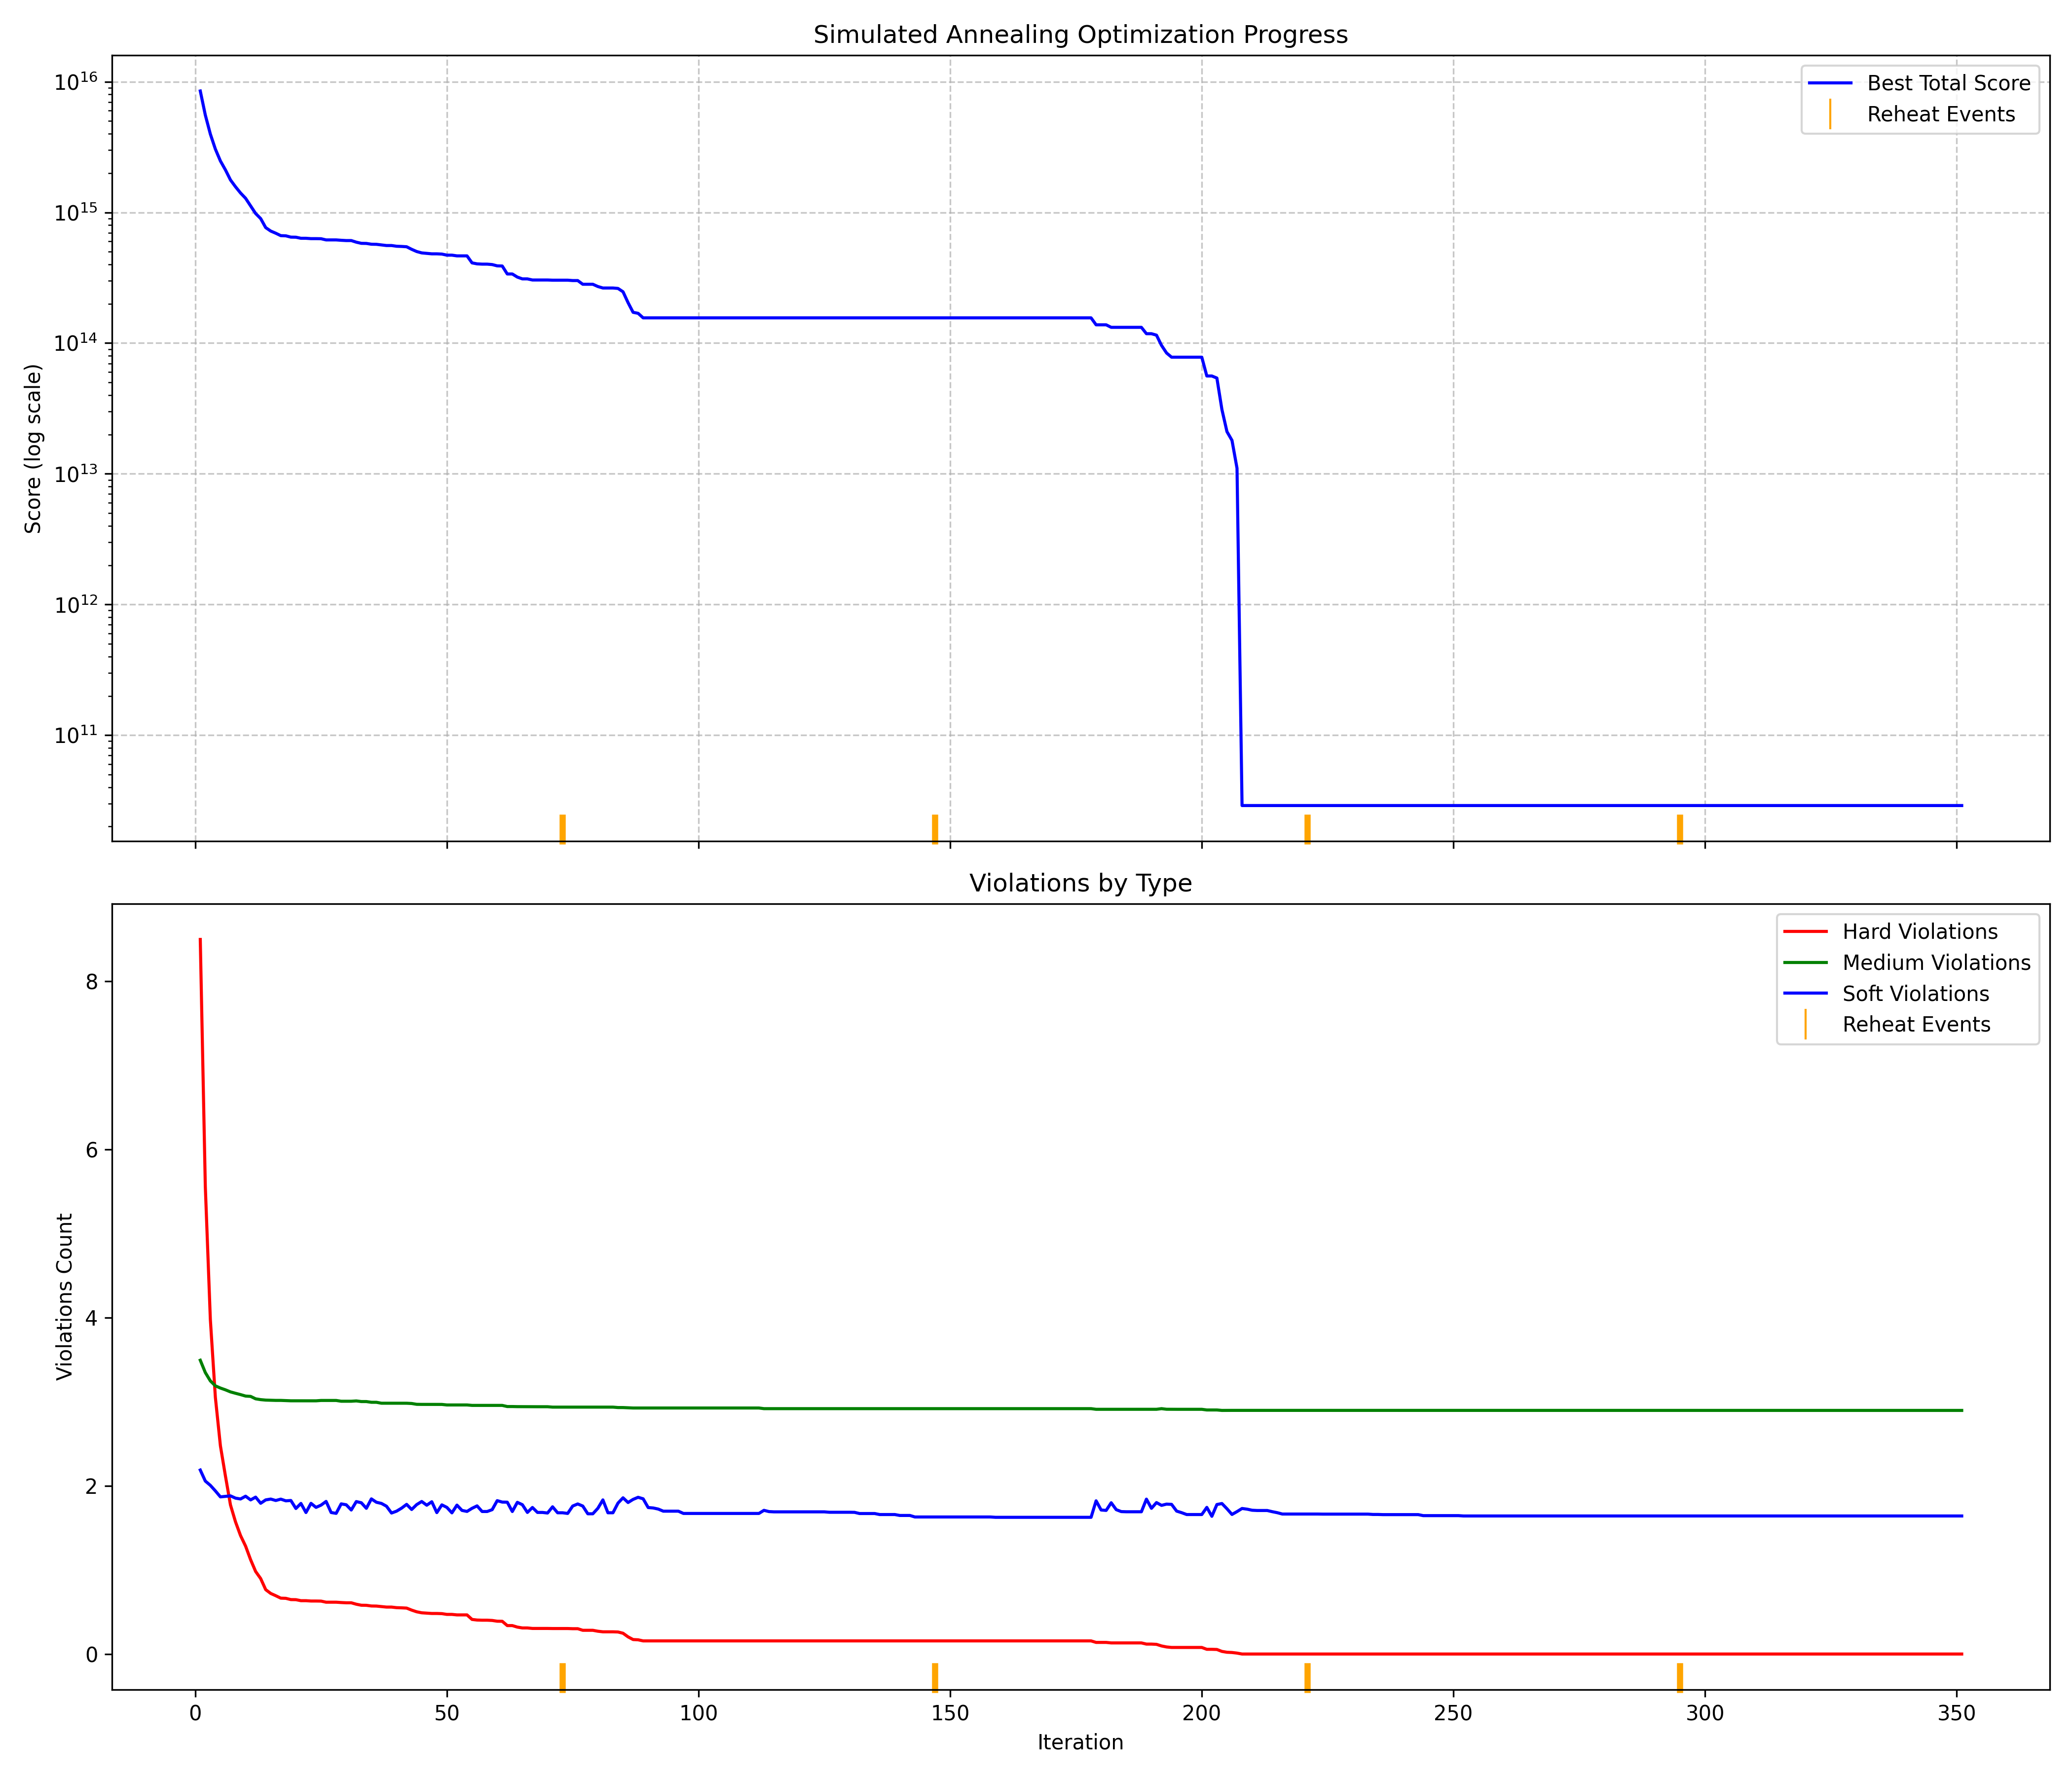 Simulated Annealing Optimization Progress
Score (log scale)
10^16
10^15
10^14
10^13
10^12
10^11
Best Total Score
Reheat Events
Violations by Type
Violations Count
8
6
4
2
0
Hard Violations
Medium Violations
Soft Violations
Reheat Events
0 50 100 150 200 250 300 350
Iteration